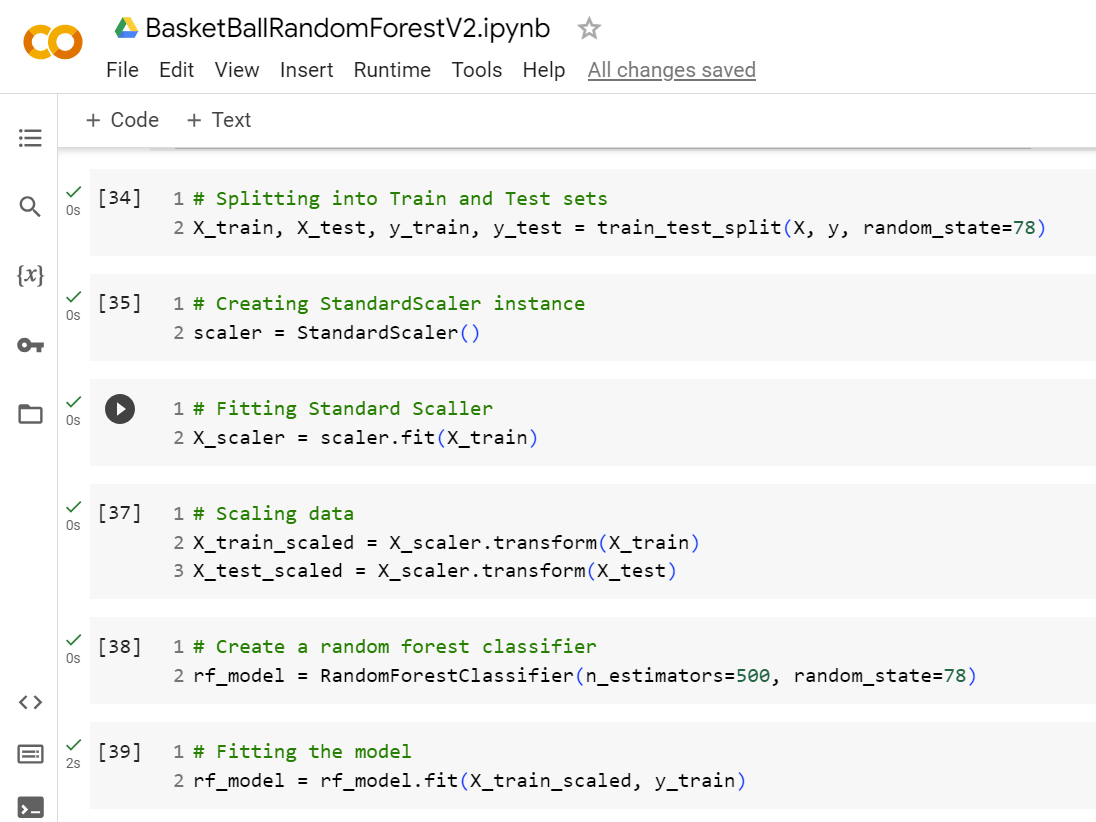 BasketBallRandomForestV2.ipynb
File Edit View Insert Runtime Tools Help All changes saved
+ Code + Text
[34] 1 # Splitting into Train and Test sets
0s 2 X_train, X_test, y_train, y_test = train_test_split(X, y, random_state=78)
{x}
[35] 1 # Creating StandardScaler instance
0s 2 scaler = StandardScaler()
1 # Fitting Standard Scaller
0s 2 X_scaler = scaler.fit(X_train)
[37] 1 # Scaling data
0s 2 X_train_scaled = X_scaler.transform(X_train)
3 X_test_scaled = X_scaler.transform(X_test)
[38] 1 # Create a random forest classifier
0s 2 rf_model = RandomForestClassifier(n_estimators=500, random_state=78)
[39] 1 # Fitting the model
2s 2 rf_model = rf_model.fit(X_train_scaled, y_train)